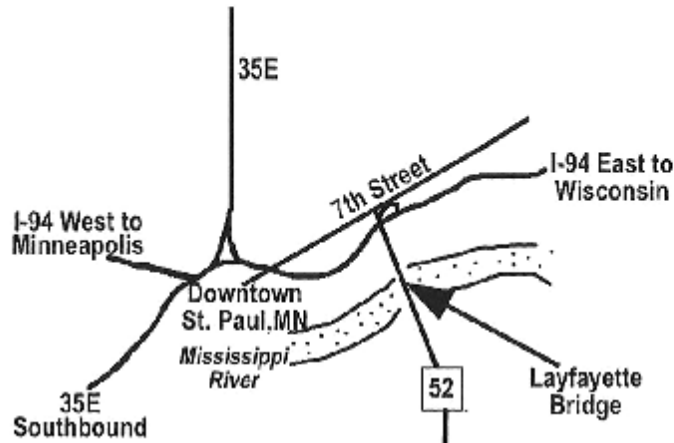 35E
7th Street
I-94 East to
Wisconsin
I-94 West to
Minneapolis
Downtown
St. Paul,MN
Mississippi
River
52
Layfayette
Bridge
35E
Southbound